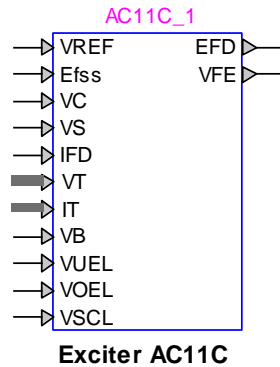 AC11C_1
VREF EFD
Efss VFE
VC
VS
IFD
VT
IT
VB
VUEL
VOEL
VSCL
Exciter AC11C